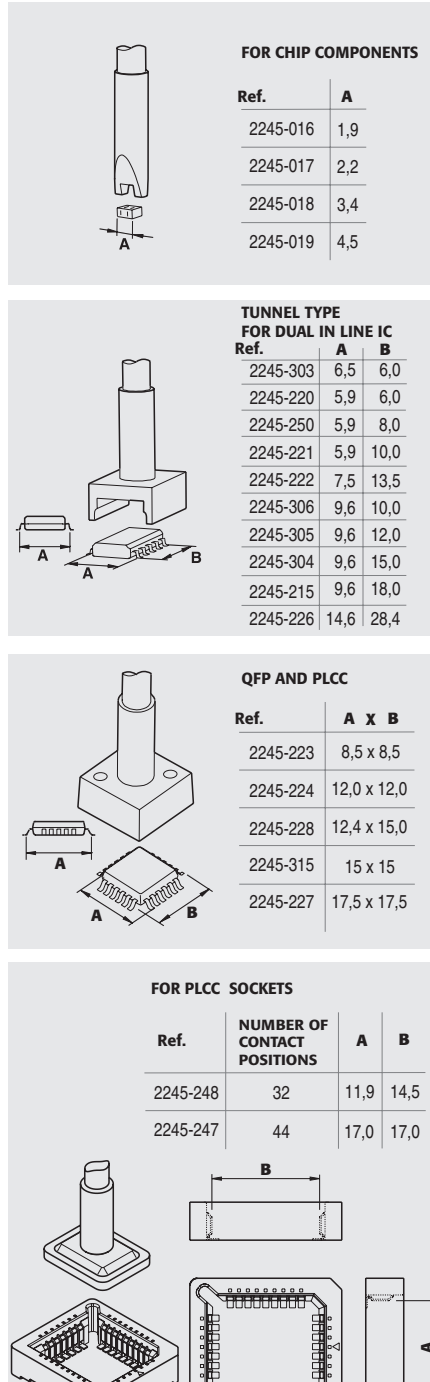 FOR CHIP COMPONENTS
Ref. A
2245-016 1,9
2245-017 2,2
2245-018 3,4
2245-019 4,5
A
TUNNEL TYPE
FOR DUAL IN LINE IC
Ref. A B
2245-303 6,5 6,0
2245-220 5,9 6,0
2245-250 5,9 8,0
2245-221 5,9 10,0
2245-222 7,5 13,5
2245-306 9,6 10,0
2245-305 9,6 12,0
2245-304 9,6 15,0
2245-215 9,6 18,0
2245-226 14,6 28,4
A
A
B
QFP AND PLCC
Ref. A X B
2245-223 8,5 x 8,5
2245-224 12,0 x 12,0
2245-228 12,4 x 15,0
2245-315 15 x 15
2245-227 17,5 x 17,5
A
A
B
FOR PLCC SOCKETS
Ref. NUMBER OF CONTACT POSITIONS A B
2245-248 32 11,9 14,5
2245-247 44 17,0 17,0
B
A